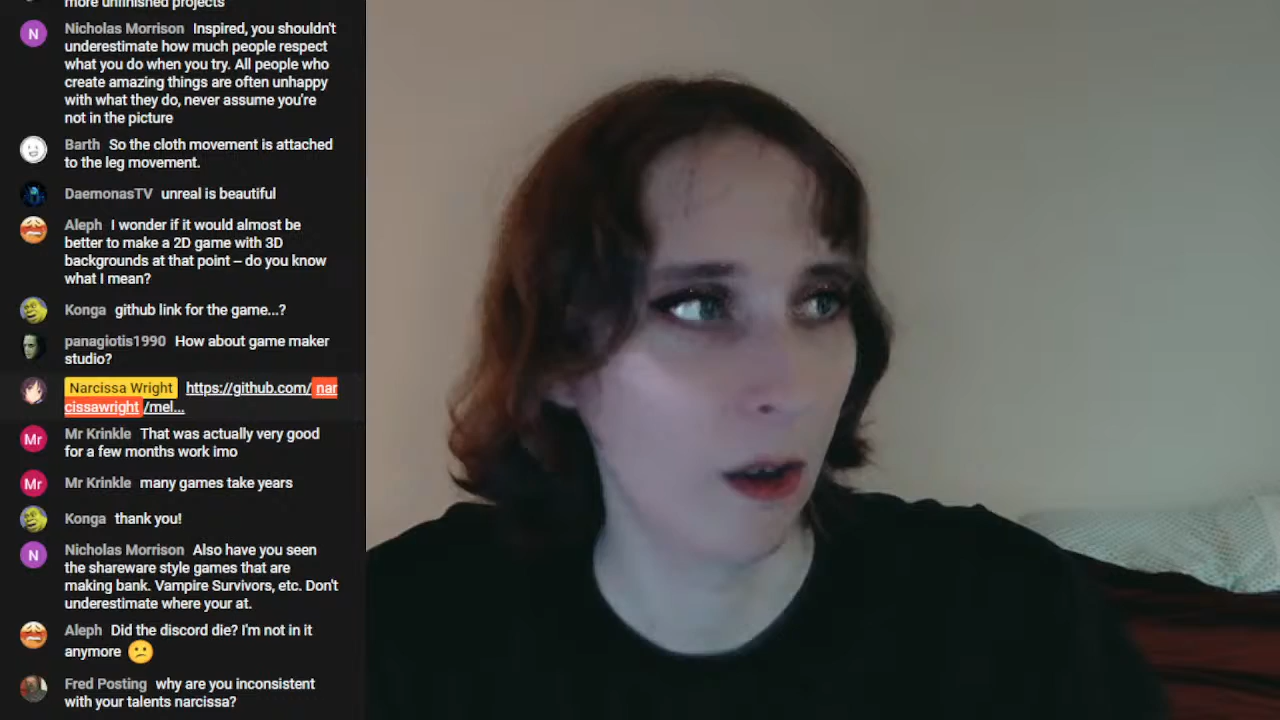 more unfinished projects
N
Nicholas Morrison Inspired, you shouldn't
underestimate how much people respect
what you do when you try. All people who
create amazing things are often unhappy
with what they do, never assume you're
not in the picture
Barth So the cloth movement is attached
to the leg movement.
DaemonasTV unreal is beautiful
Aleph I wonder if it would almost be
better to make a 2D game with 3D
backgrounds at that point – do you know
what I mean?
Konga github link for the game...?
panagiotis1990 How about game maker
studio?
Narcissa Wright https://github.com/nar
cissawright/mel...
Mr
Mr Krinkle That was actually very good
for a few months work imo
Mr
Mr Krinkle many games take years
Konga thank you!
N
Nicholas Morrison Also have you seen
the shareware style games that are
making bank. Vampire Survivors, etc. Don't
underestimate where your at.
Aleph Did the discord die? I'm not in it
anymore 😕
Fred Posting why are you inconsistent
with your talents narcissa?